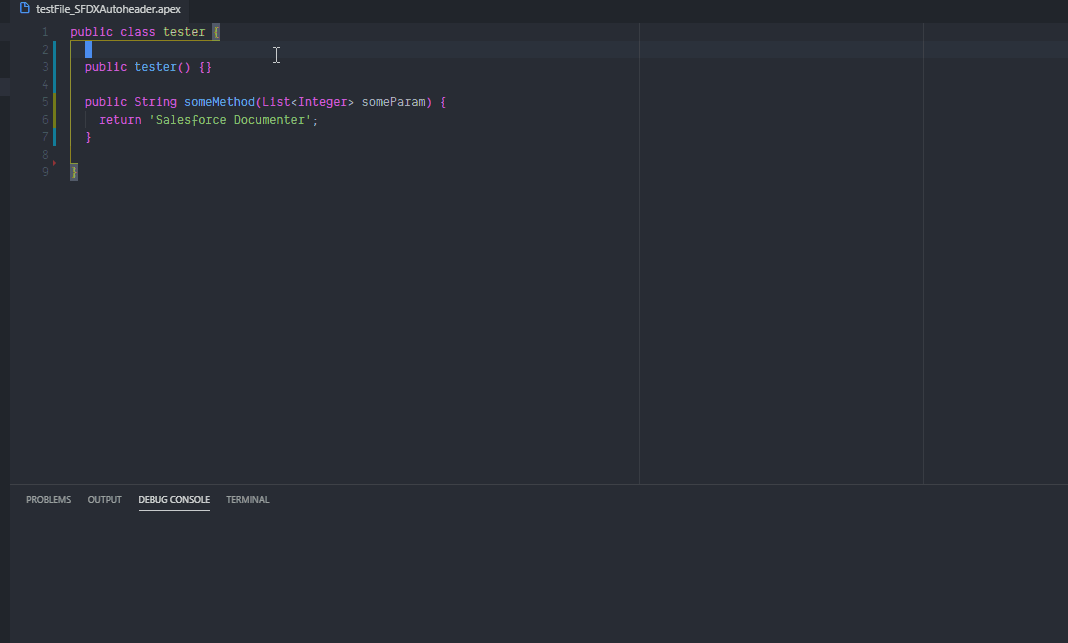 testFile_SFDXAutoheader.apex
1 public class tester {
2
3 public tester() {}
4
5 public String someMethod(List<Integer> someParam) {
6 return 'Salesforce Documenter';
7 }
8
9 }
PROBLEMS OUTPUT DEBUG CONSOLE TERMINAL